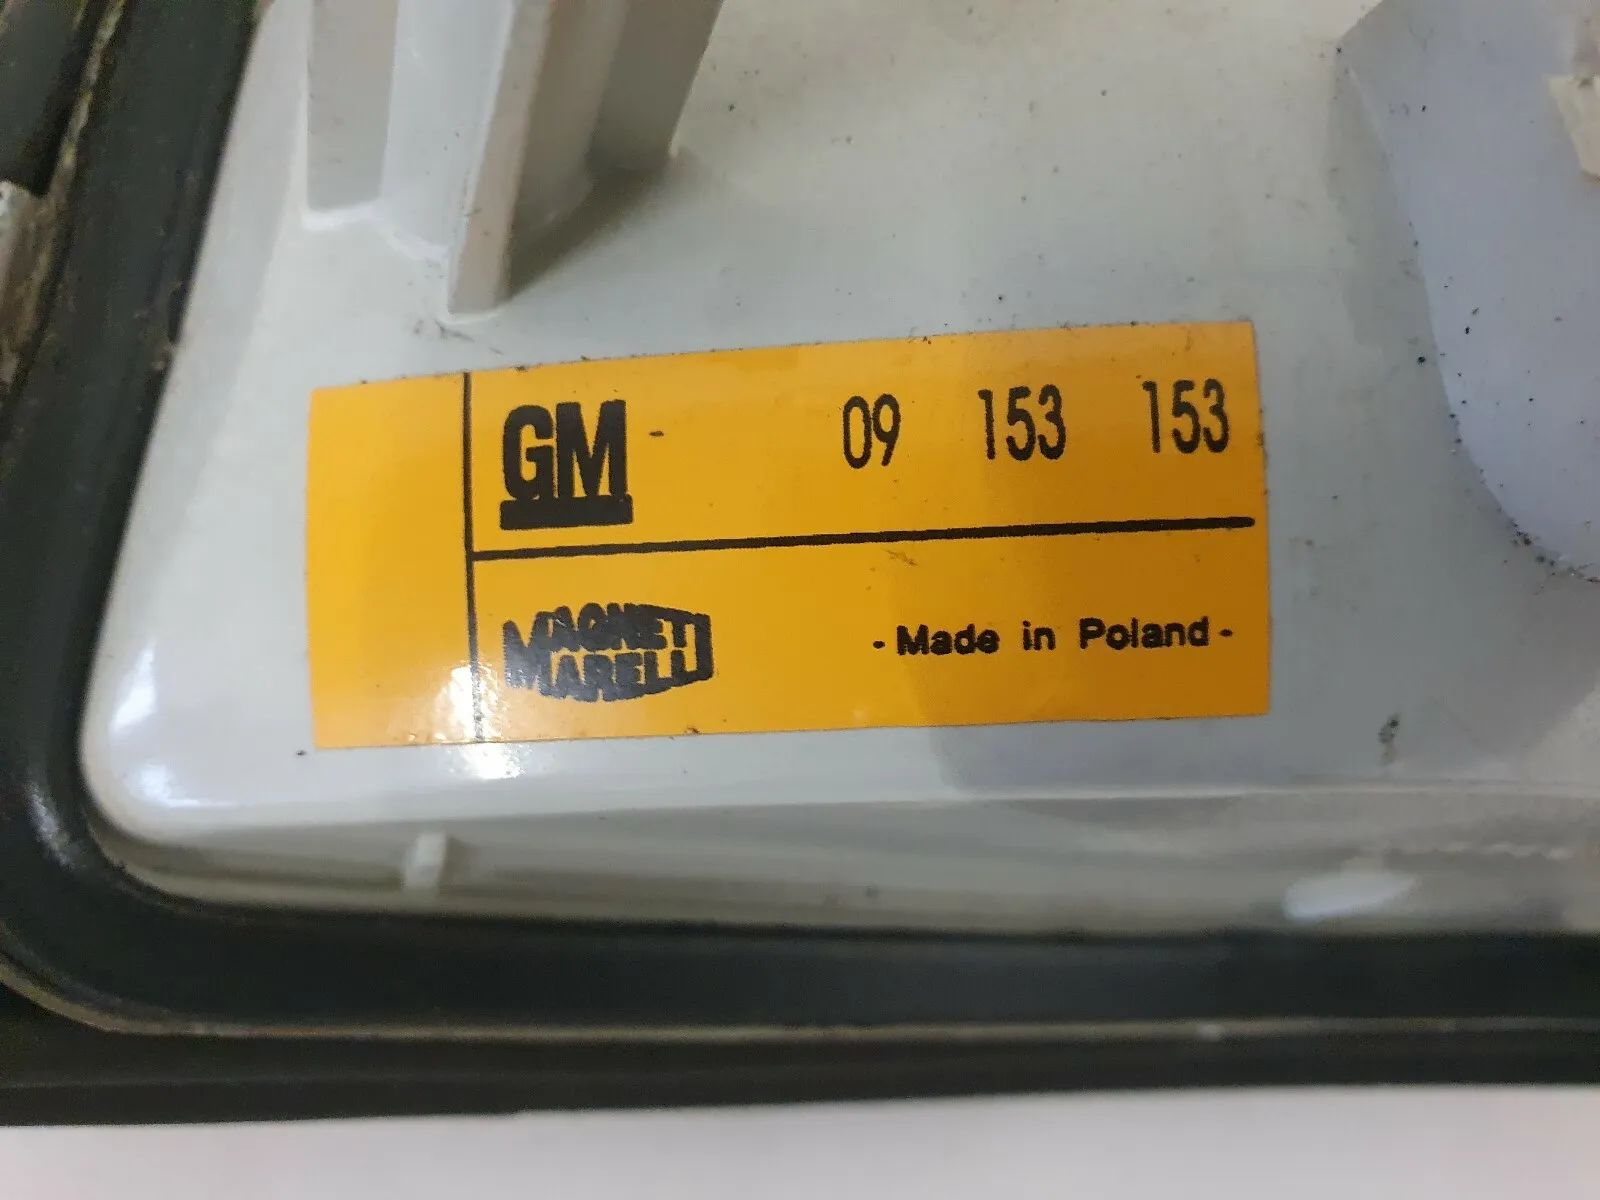 GM 09 153 153
MAGNETI
MARELLI
- Made in Poland -